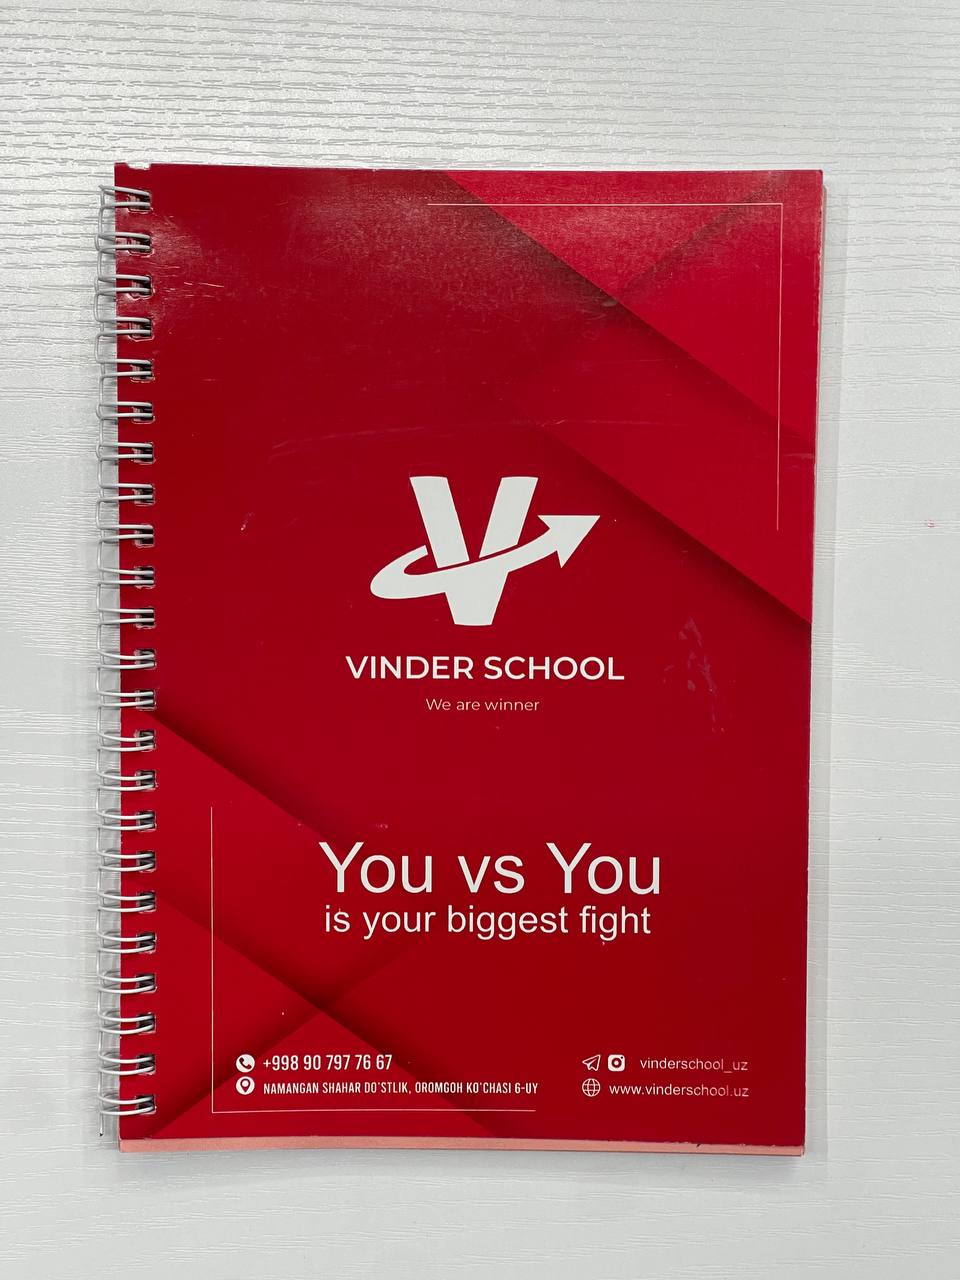 V
VINDER SCHOOL
We are winner
You vs You
is your biggest fight
+998 90 797 76 67
NAMANGAN SHAHAR DO'STLIK, OROMGOH KO'CHASI 6-UY
vinderschool_uz
www.vinderschool.uz